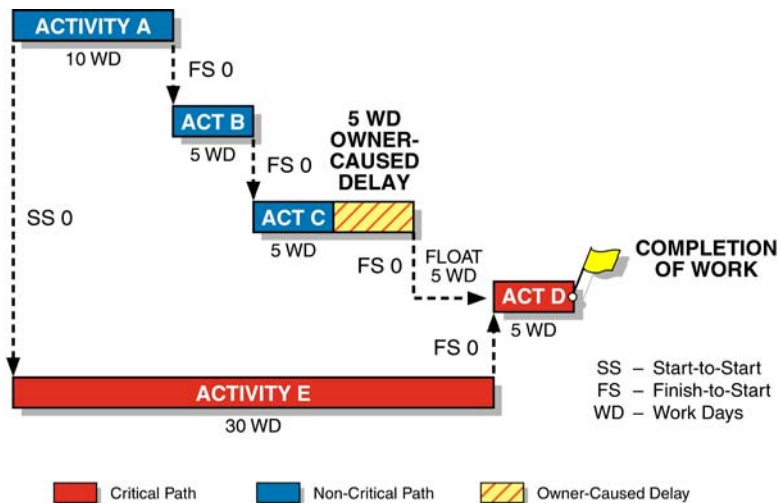 ACTIVITY A
10 WD
FS 0
ACT B
5 WD
FS 0
5 WD
OWNER-
CAUSED
DELAY
SS 0
ACT C
5 WD
FS 0
FLOAT
5 WD
COMPLETION
OF WORK
ACT D
5 WD
FS 0
ACTIVITY E
30 WD
SS – Start-to-Start
FS – Finish-to-Start
WD – Work Days
Critical Path
Non-Critical Path
Owner-Caused Delay